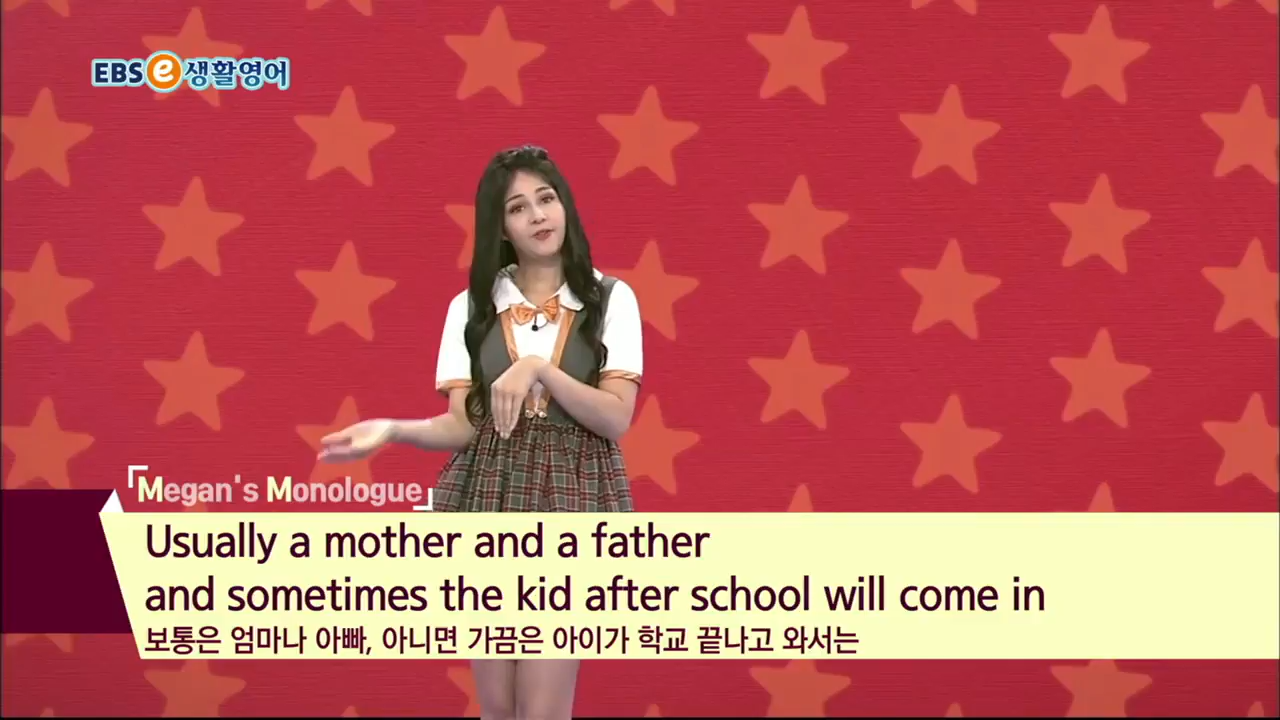 EBS e 생활영어
Megan's Monologue
Usually a mother and a father
and sometimes the kid after school will come in
보통은 엄마나 아빠, 아니면 가끔은 아이가 학교 끝나고 와서는